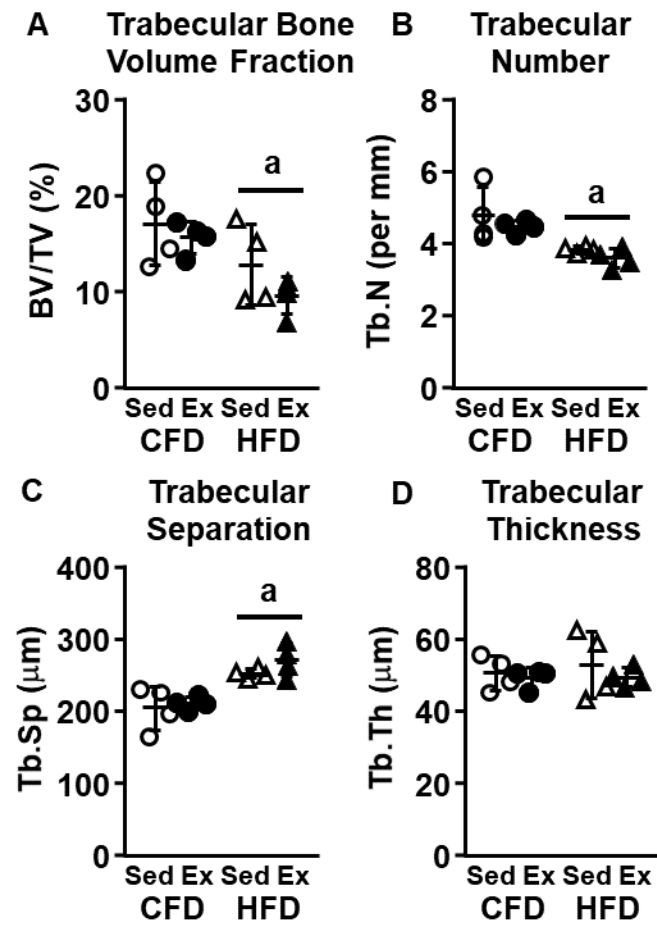 A
Trabecular Bone
Volume Fraction
BV/TV (%)
30
20
10
0
a
Sed Ex Sed Ex
CFD HFD
B
Trabecular
Number
Tb.N (per mm)
8
6
4
2
0
a
Sed Ex Sed Ex
CFD HFD
C
Trabecular
Separation
Tb.Sp (μm)
400
300
200
100
0
a
Sed Ex Sed Ex
CFD HFD
D
Trabecular
Thickness
Tb.Th (μm)
80
60
40
20
0
Sed Ex Sed Ex
CFD HFD